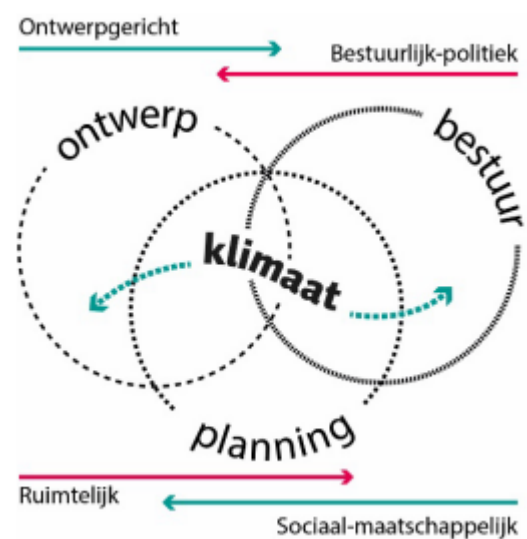 Ontwerpgericht
Bestuurlijk-politiek
ontwerp
bestuur
klimaat
planning
Ruimtelijk
Sociaal-maatschappelijk